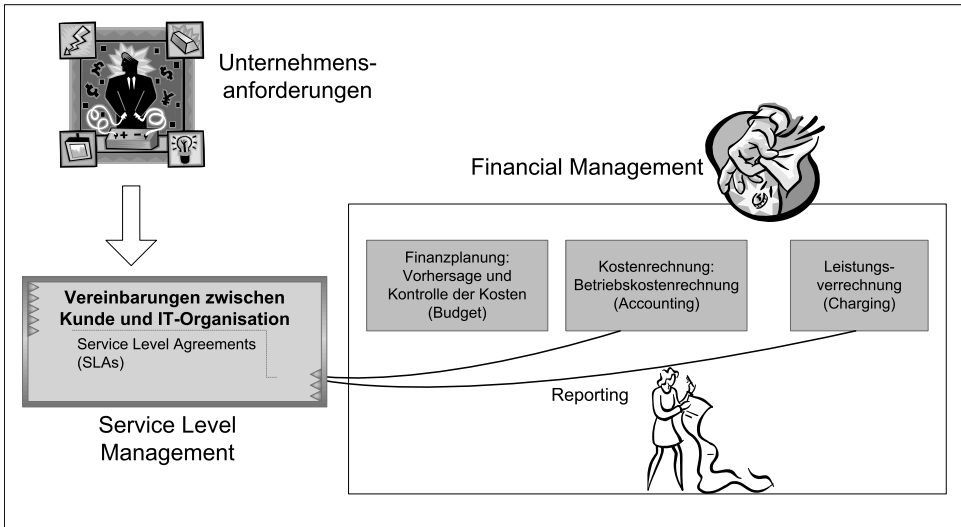 Unternehmens-
anforderungen
Financial Management
Finanzplanung:
Vorhersage und
Kontrolle der Kosten
(Budget)
Kostenrechnung:
Betriebskostenrechnung
(Accounting)
Leistungs-
verrechnung
(Charging)
Vereinbarungen zwischen
Kunde und IT-Organisation
Service Level Agreements
(SLAs)
Reporting
Service Level
Management